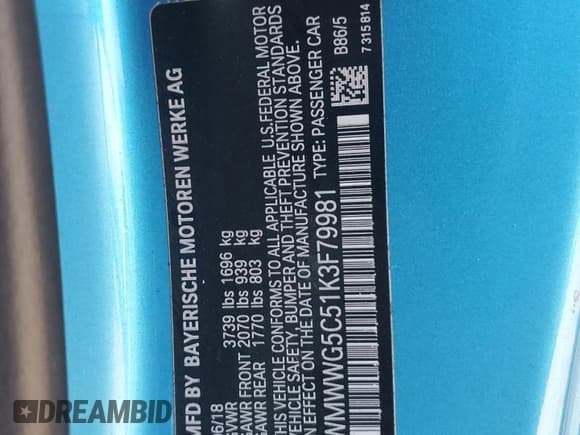 MFD BY BAYERISCHE MOTOREN WERKE AG
6/18
GVWR 3739 lbs 1696 kg
GAWR FRONT 2070 lbs 939 kg
GAWR REAR 1770 lbs 803 kg
VEHICLE CONFORMS TO ALL APPLICABLE U.S. FEDERAL MOTOR
VEHICLE SAFETY, BUMPER AND THEFT PREVENTION STANDARDS
IN EFFECT ON THE DATE OF MANUFACTURE SHOWN ABOVE.
WMWWG5C51K3F79981 TYPE: PASSENGER CAR
B86/5
7315814
DREAMBID.COM